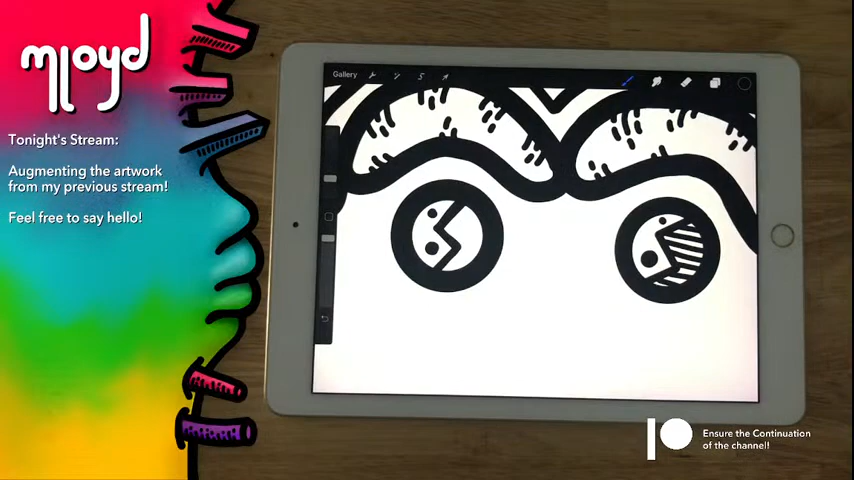 mloyd
Tonight's Stream:
Augmenting the artwork
from my previous stream!
Feel free to say hello!
Gallery
Ensure the Continuation
of the channel!